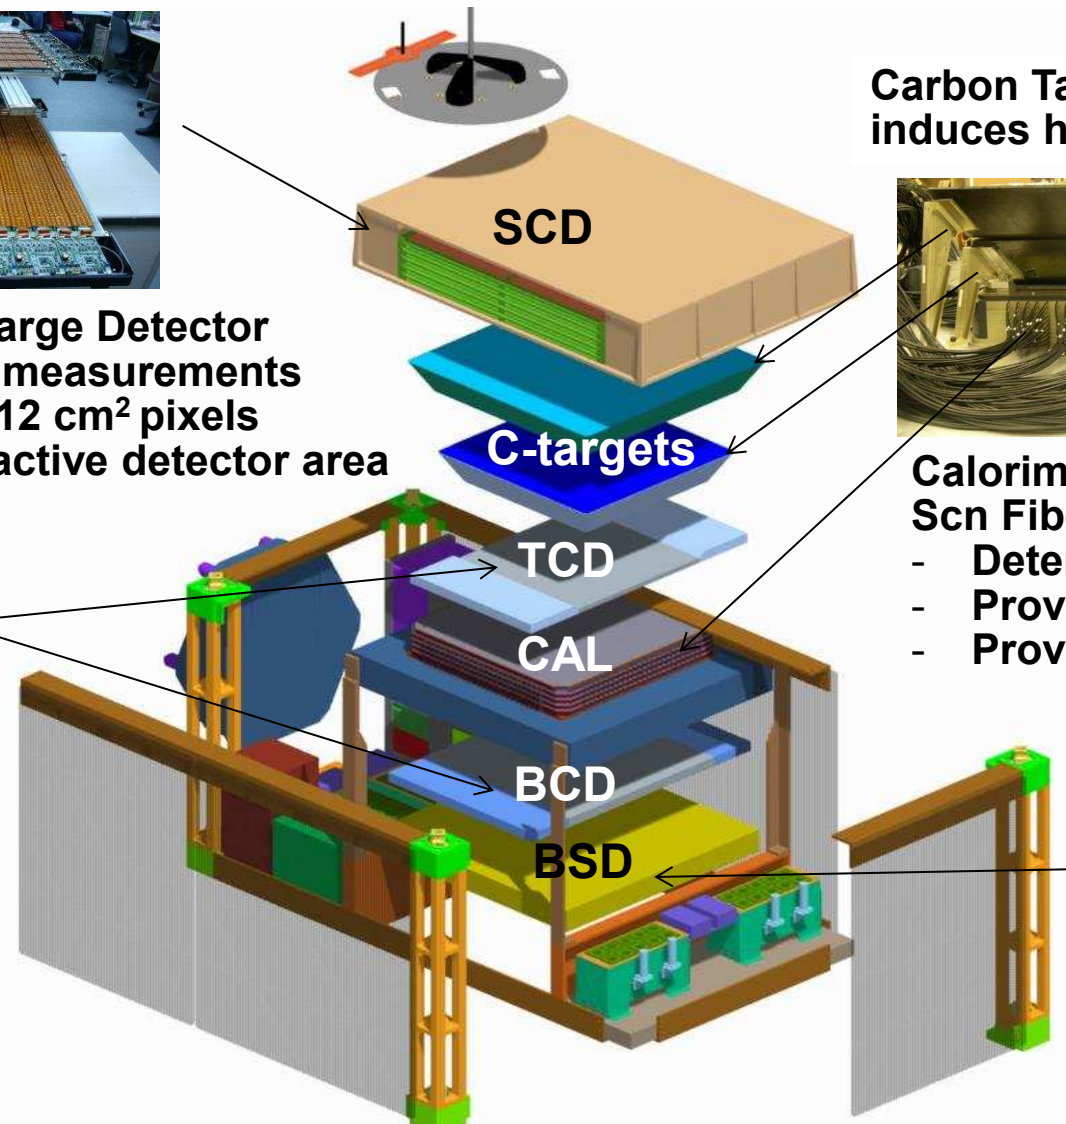 Carbon Ta
induces h
SCD
arge Detector
measurements
12 cm² pixels
active detector area
C-targets
Calorim
Scn Fib
- Deter
- Prov
- Prov
TCD
CAL
BCD
BSD